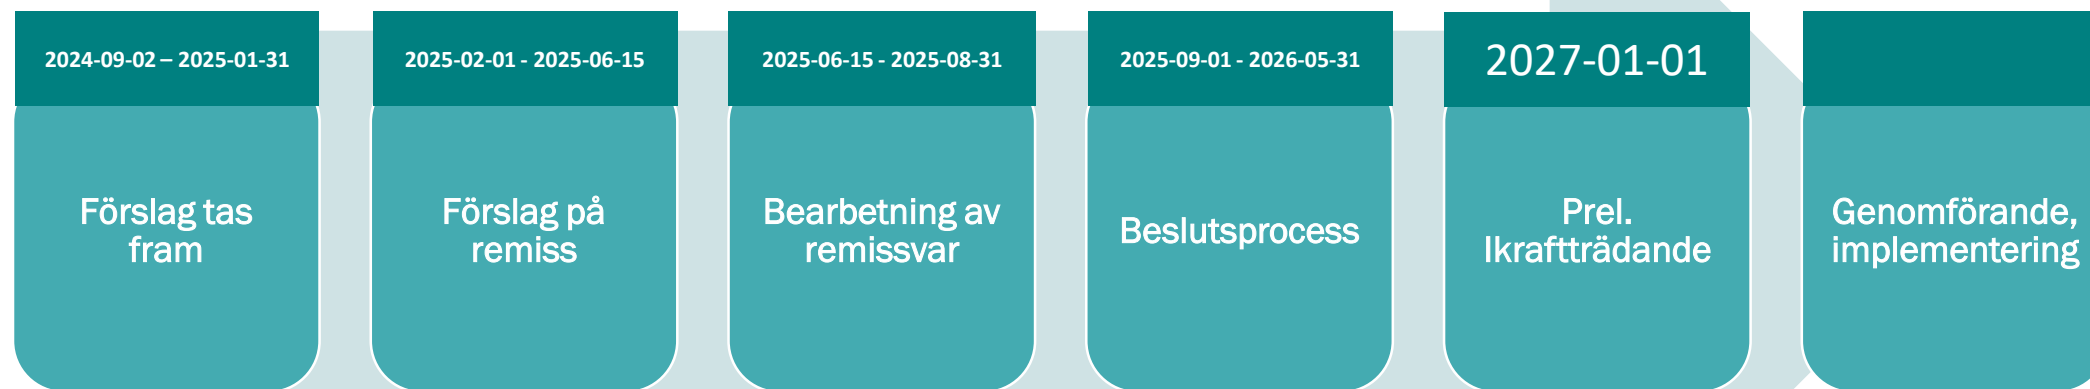 2024-09-02 – 2025-01-31
Förslag tas
fram
2025-02-01 - 2025-06-15
Förslag på
remiss
2025-06-15 - 2025-08-31
Bearbetning av
remissvar
2025-09-01 - 2026-05-31
Beslutsprocess
2027-01-01
Prel.
Ikraftträdande
Genomförande,
implementering